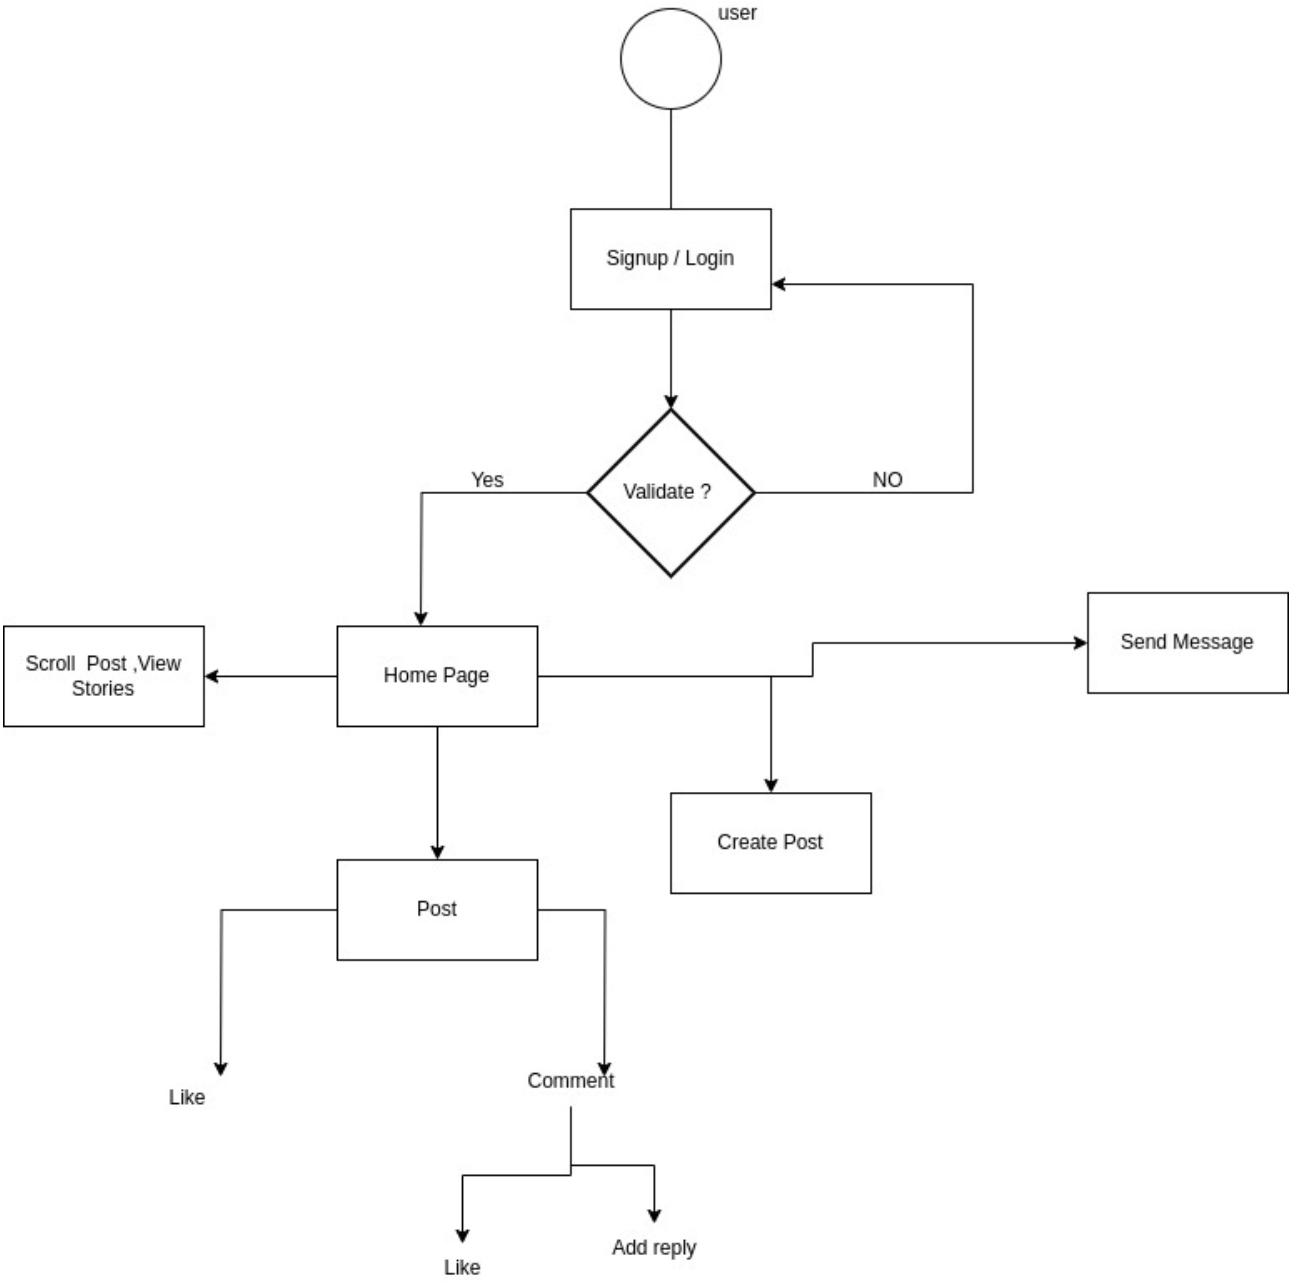 user
Signup / Login
Validate ?
Yes
NO
Scroll  Post ,View
Stories
Home Page
Send Message
Create Post
Post
Like
Comment
Like
Add reply